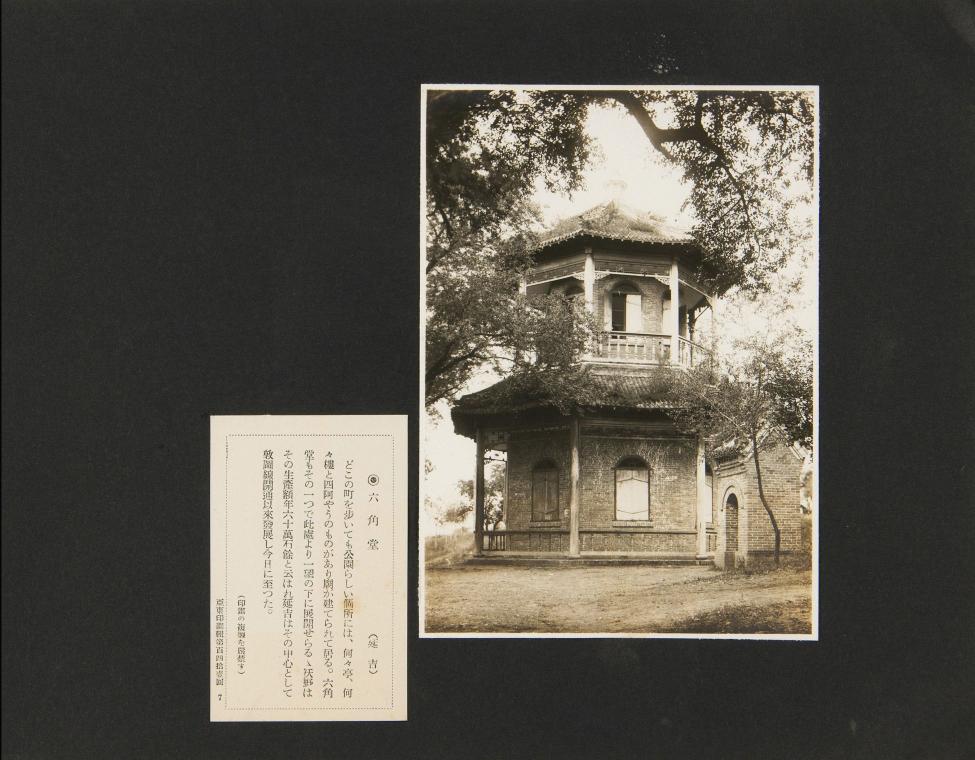 六角堂 (延吉)
どこの町を歩いても公園らしい箇所には、何々亭、何
々樓と四阿やうのものがあり廟が建てられて居る。六角
堂もその一つで此處より一望の下に展開せらるゝ沃野は
その生產額年六十萬石餘と云はれ延吉はその中心として
敦圖線開通以來發展し今日に至つた。
(印畫の複製を嚴禁す)
亞東印畫輯第百四拾壹回 7